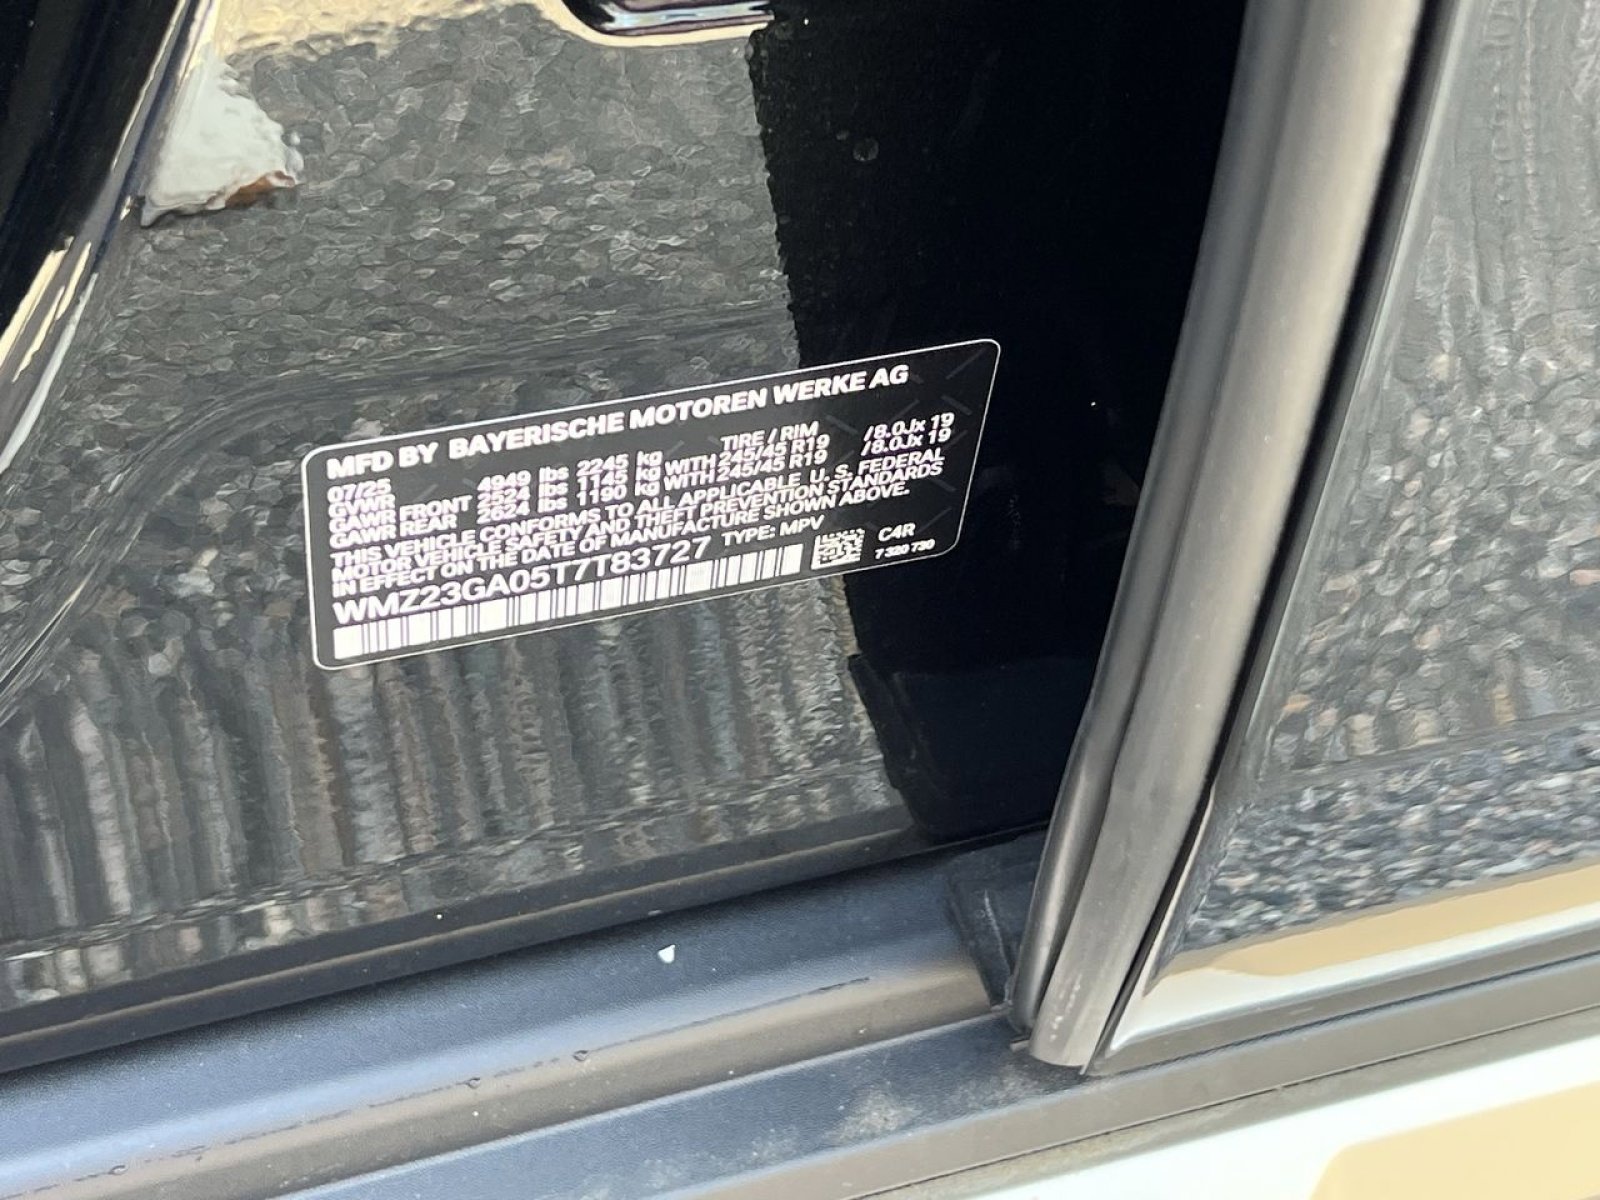 MFD BY BAYERISCHE MOTOREN WERKE AG
07/25 TIRE / RIM
GVWR 4949 lbs 2245 kg
GAWR FRONT 2524 lbs 1145 kg WITH 245/45 R19 /8.0Jx 19
GAWR REAR 2624 lbs 1190 kg WITH 245/45 R19 /8.0Jx 19
THIS VEHICLE CONFORMS TO ALL APPLICABLE U. S. FEDERAL
MOTOR VEHICLE SAFETY AND THEFT PREVENTION STANDARDS
IN EFFECT ON THE DATE OF MANUFACTURE SHOWN ABOVE.
WMZ23GA05T7T83727 TYPE: MPV
C4R
7 320 730